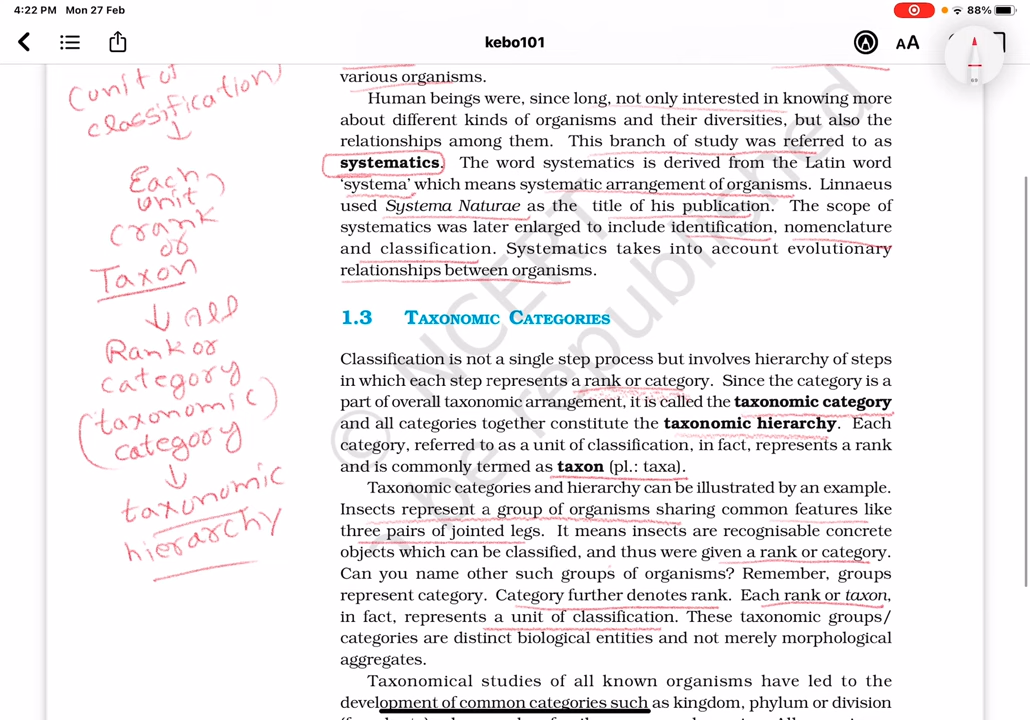 4:22 PM Mon 27 Feb
88%
kebo101
AA
(unit of
classification)
Each
unit
(rank
or
Taxon
All
Rank or
category
(taxonomic
category)
taxonomic
hierarchy
various organisms.
Human beings were, since long, not only interested in knowing more
about different kinds of organisms and their diversities, but also the
relationships among them. This branch of study was referred to as
systematics. The word systematics is derived from the Latin word
‘systema’ which means systematic arrangement of organisms. Linnaeus
used Systema Naturae as the title of his publication. The scope of
systematics was later enlarged to include identification, nomenclature
and classification. Systematics takes into account evolutionary
relationships between organisms.
1.3 TAXONOMIC CATEGORIES
Classification is not a single step process but involves hierarchy of steps
in which each step represents a rank or category. Since the category is a
part of overall taxonomic arrangement, it is called the taxonomic category
and all categories together constitute the taxonomic hierarchy. Each
category, referred to as a unit of classification, in fact, represents a rank
and is commonly termed as taxon (pl.: taxa).
Taxonomic categories and hierarchy can be illustrated by an example.
Insects represent a group of organisms sharing common features like
three pairs of jointed legs. It means insects are recognisable concrete
objects which can be classified, and thus were given a rank or category.
Can you name other such groups of organisms? Remember, groups
represent category. Category further denotes rank. Each rank or taxon,
in fact, represents a unit of classification. These taxonomic groups/
categories are distinct biological entities and not merely morphological
aggregates.
Taxonomical studies of all known organisms have led to the
development of common categories such as kingdom, phylum or division
© NCERT
be republished